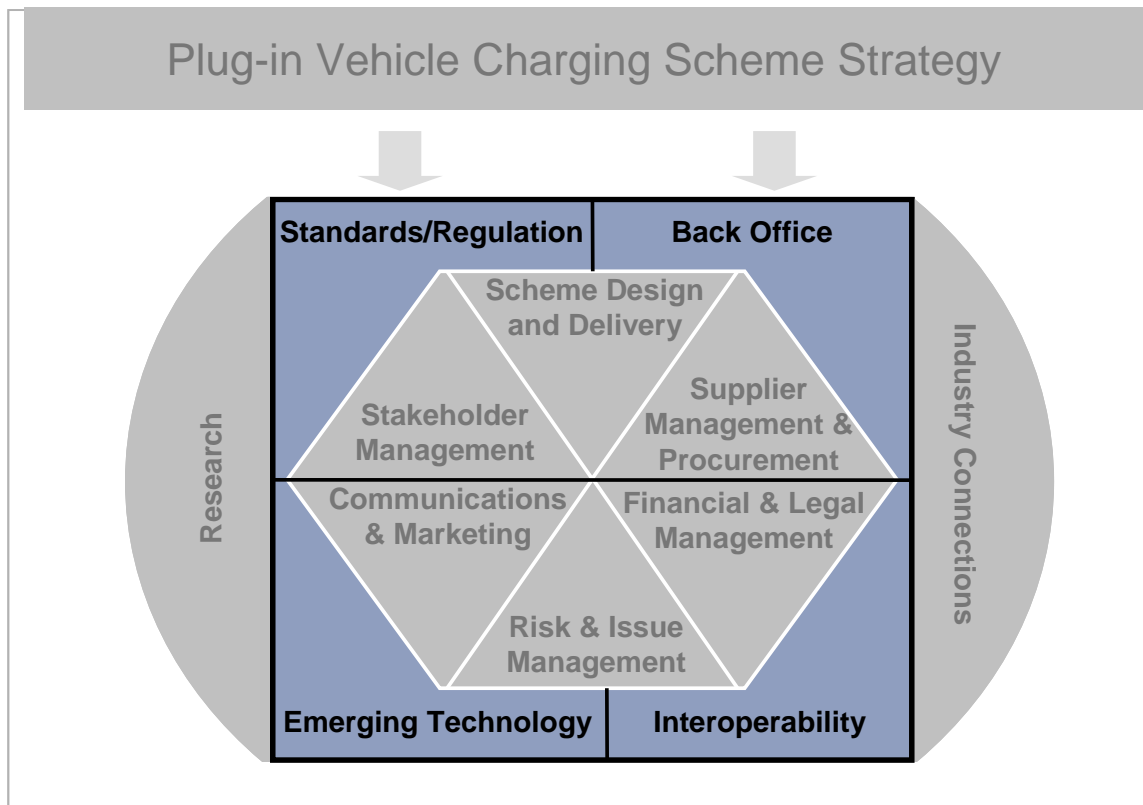 Plug-in Vehicle Charging Scheme Strategy
Standards/Regulation
Back Office
Scheme Design
and Delivery
Stakeholder
Management
Supplier
Management &
Procurement
Research
Industry Connections
Communications
& Marketing
Financial & Legal
Management
Risk & Issue
Management
Emerging Technology
Interoperability